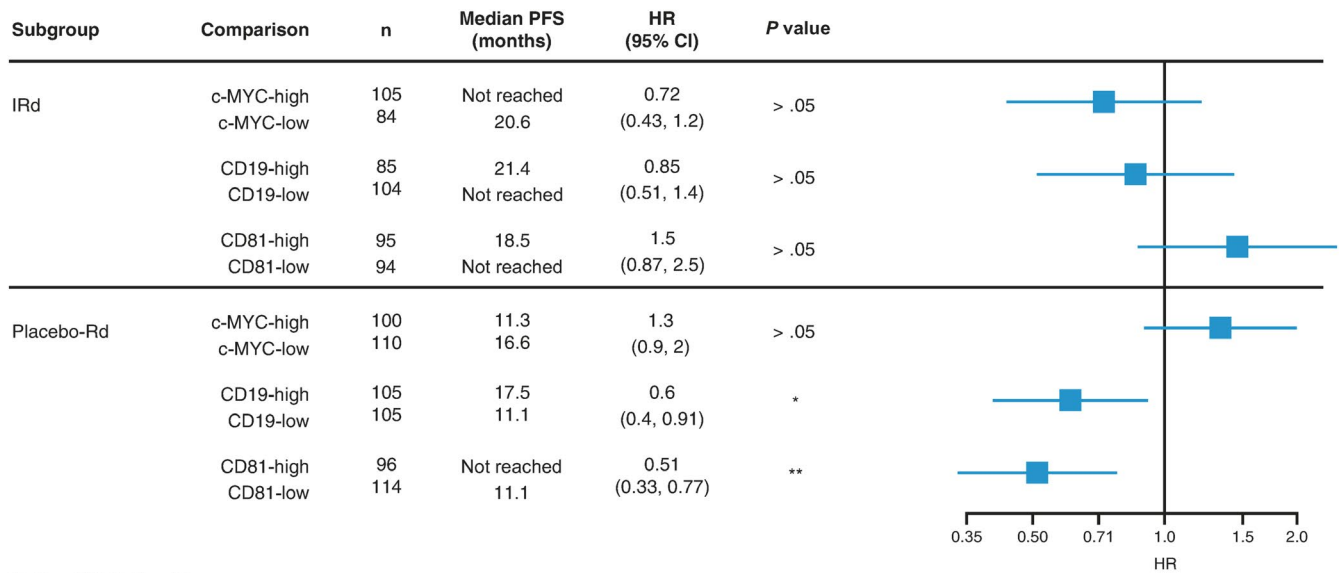 Subgroup Comparison n Median PFS (months) HR (95% CI) P value
IRd c-MYC-high 105 Not reached 0.72 > .05
c-MYC-low 84 20.6 (0.43, 1.2)
CD19-high 85 21.4 0.85 > .05
CD19-low 104 Not reached (0.51, 1.4)
CD81-high 95 18.5 1.5 > .05
CD81-low 94 Not reached (0.87, 2.5)
Placebo-Rd c-MYC-high 100 11.3 1.3 > .05
c-MYC-low 110 16.6 (0.9, 2)
CD19-high 105 17.5 0.6 *
CD19-low 105 11.1 (0.4, 0.91)
CD81-high 96 Not reached 0.51 **
CD81-low 114 11.1 (0.33, 0.77)
0.35 0.50 0.71 1.0 1.5 2.0
HR